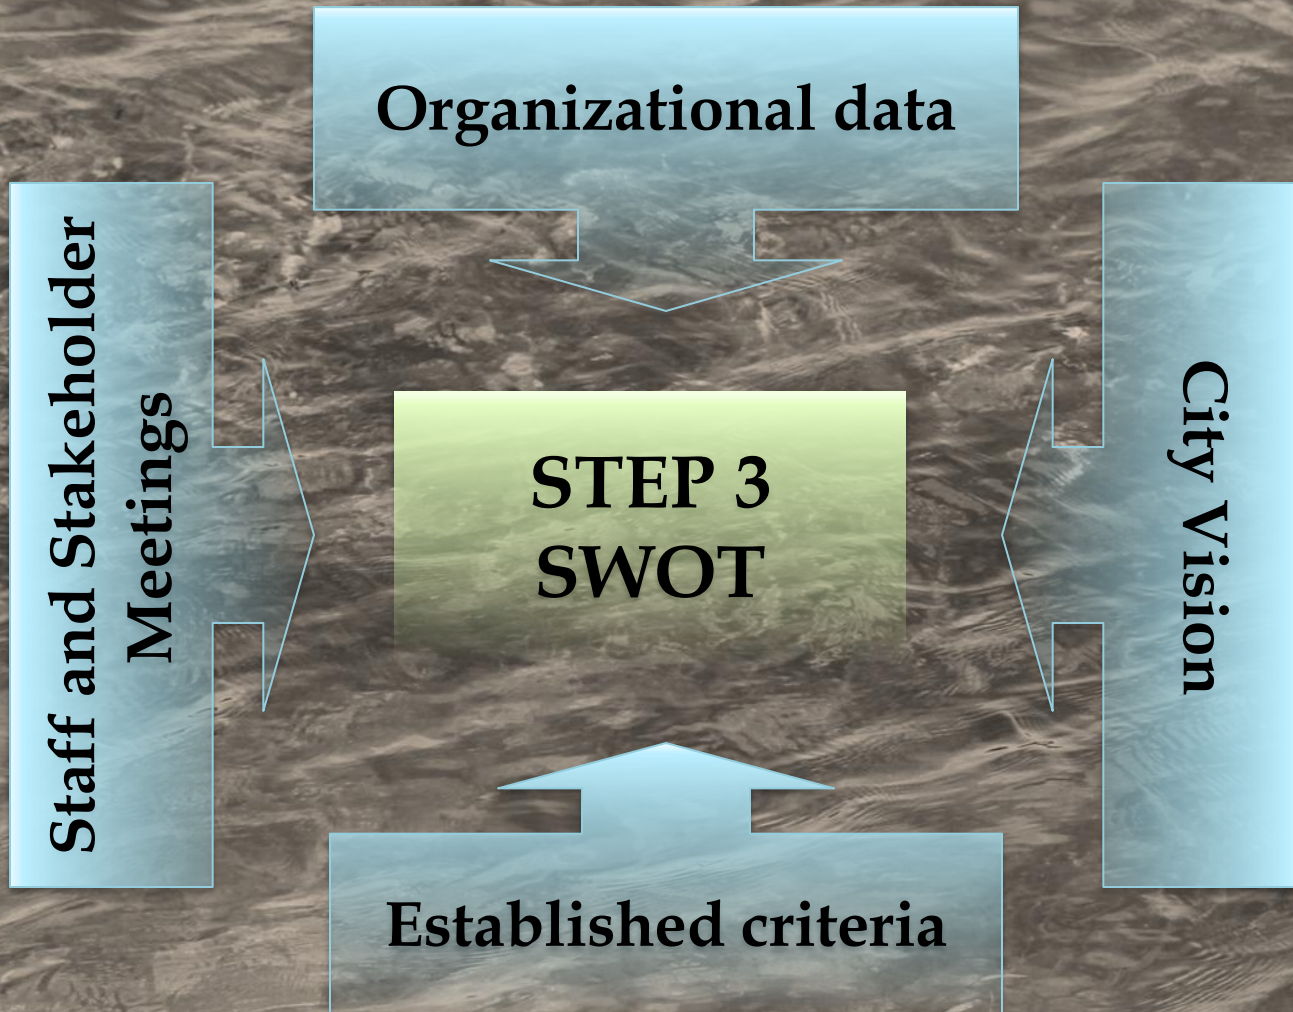 Organizational data
Staff and Stakeholder
Meetings
STEP 3
SWOT
City Vision
Established criteria